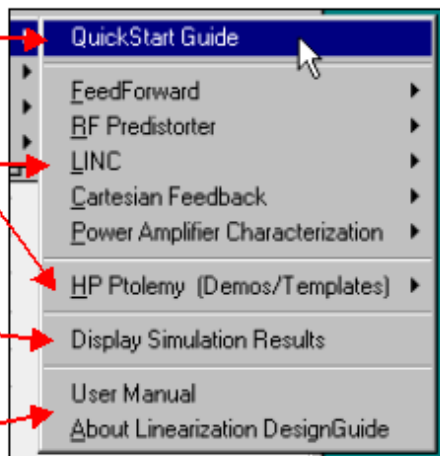 QuickStart Guide
FeedForward
RF Predistorter
LINC
Cartesian Feedback
Power Amplifier Characterization
HP Ptolemy (Demos/Templates)
Display Simulation Results
User Manual
About Linearization DesignGuide